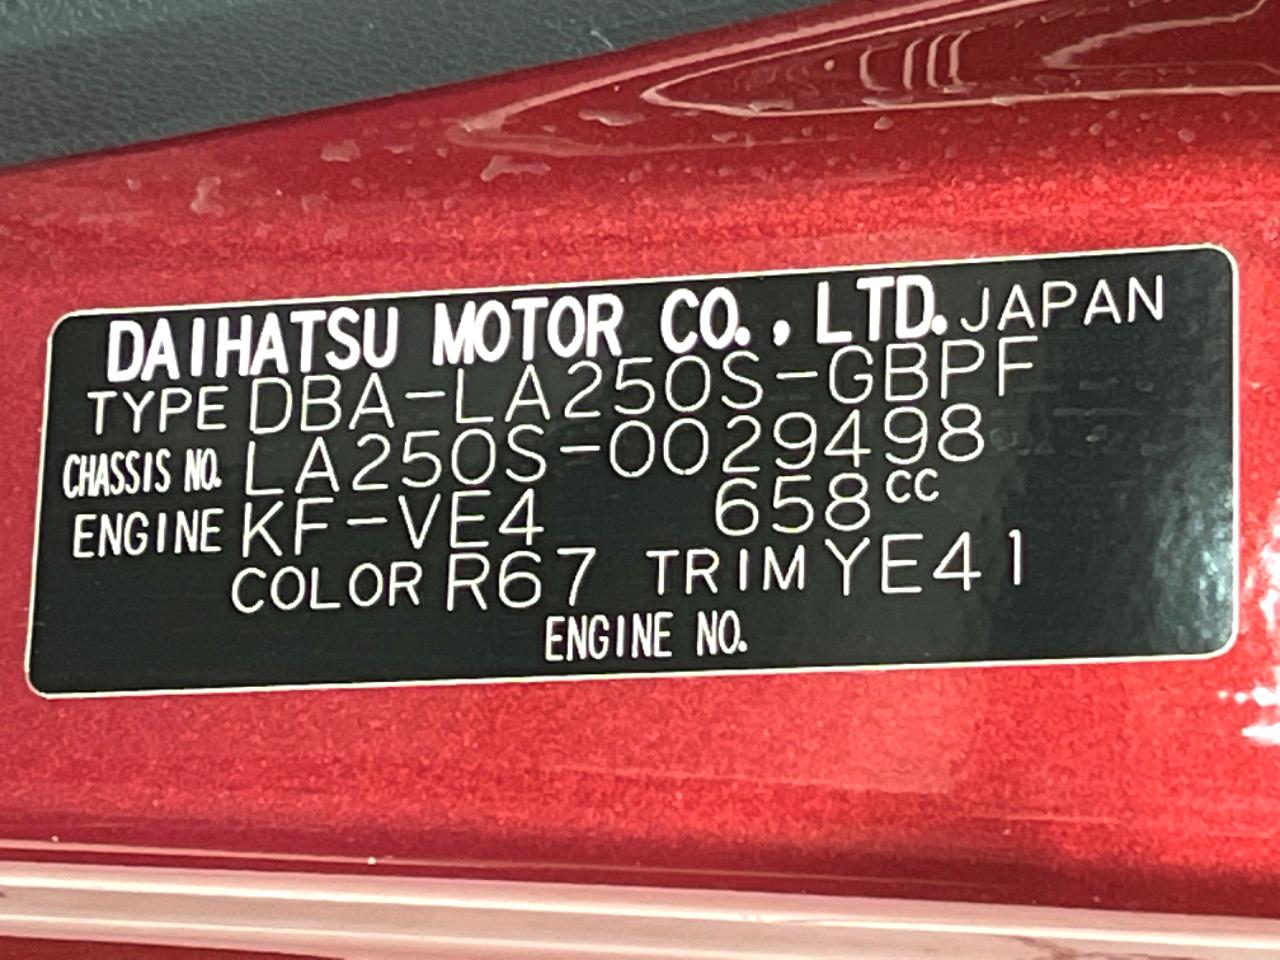 DAIHATSU MOTOR CO., LTD. JAPAN
TYPE DBA-LA250S-GBPF
CHASSIS NO. LA250S-0029498
ENGINE KF-VE4 658CC
COLOR R67 TRIM YE41
ENGINE NO.